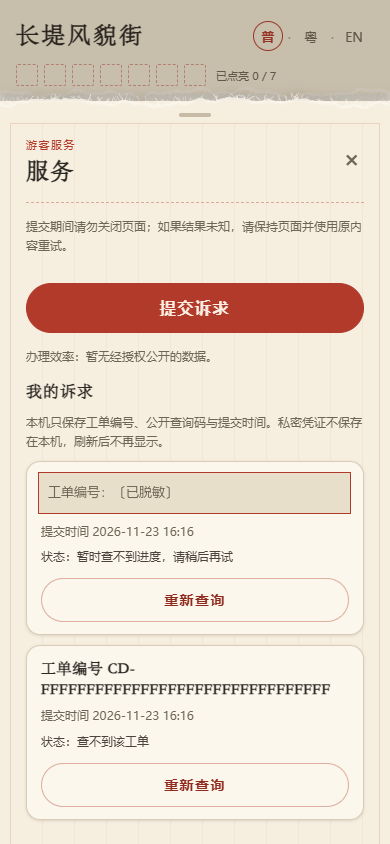 长堤风貌街
普 · 粤 · EN
已点亮 0 / 7
游客服务
服务
×
提交期间请勿关闭页面；如果结果未知，请保持页面并使用原内
容重试。
提交诉求
办理效率：暂无经授权公开的数据。
我的诉求
本机只保存工单编号、公开查询码与提交时间。私密凭证不保存
在本机，刷新后不再显示。
工单编号：〔已脱敏〕
提交时间 2026-11-23 16:16
状态：暂时查不到进度，请稍后再试
重新查询
工单编号 CD-
FFFFFFFFFFFFFFFFFFFFFFFFFFFFFFFF
提交时间 2026-11-23 16:16
状态：查不到该工单
重新查询